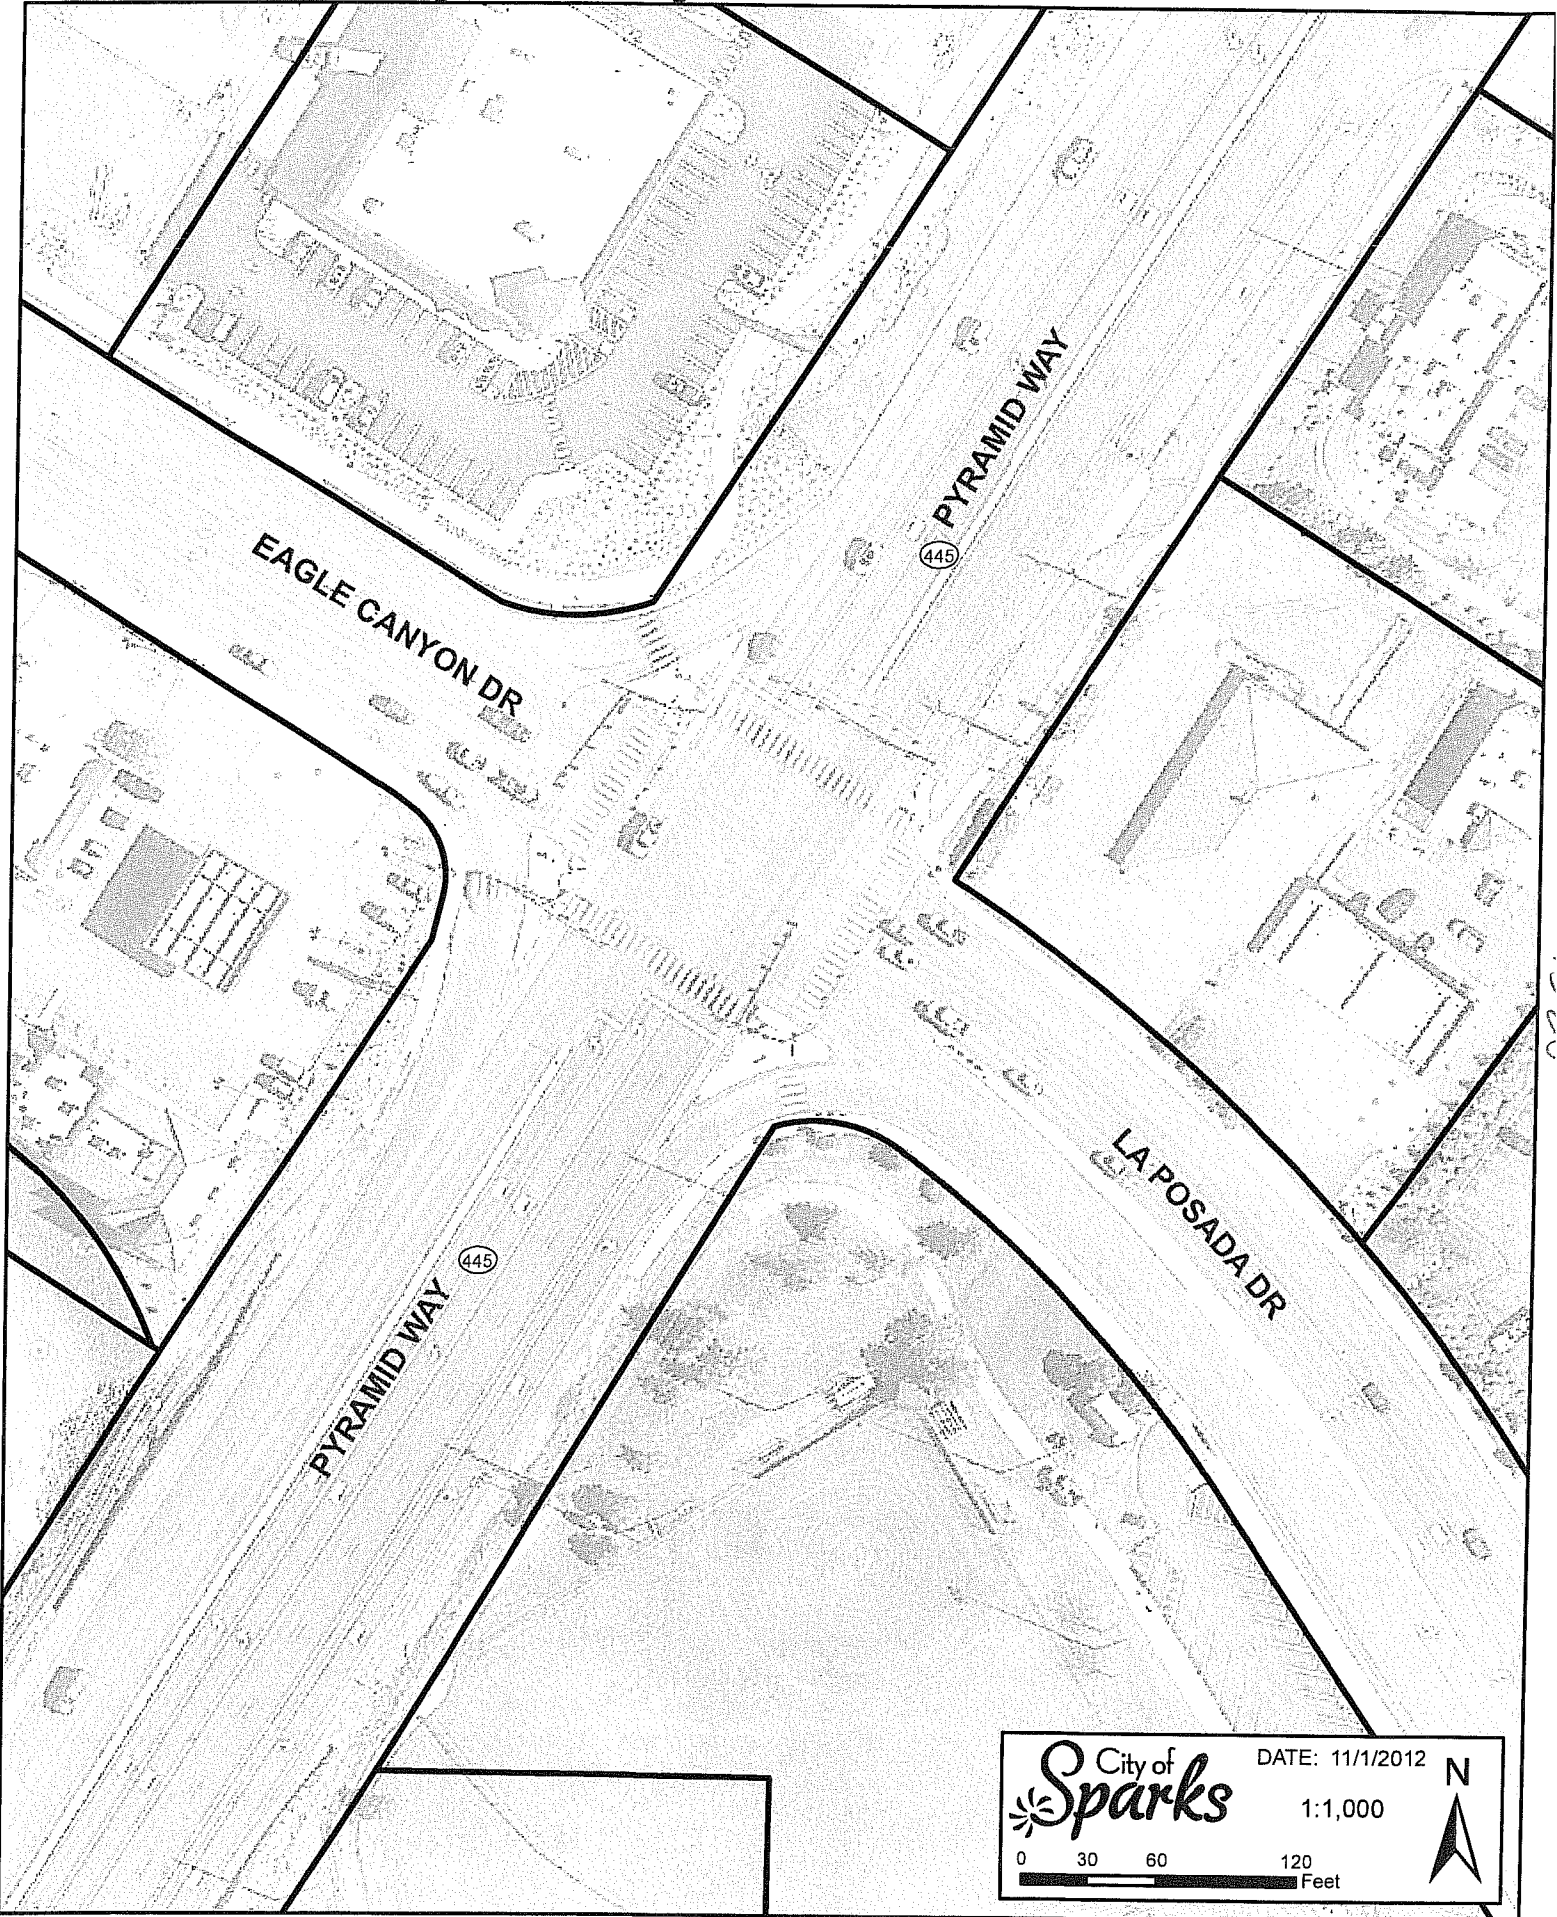 PYRAMID WAY
445
EAGLE CANYON DR
LA POSADA DR
445
PYRAMID WAY
City of
Sparks
DATE: 11/1/2012
N
1:1,000
0 30 60 120
Feet